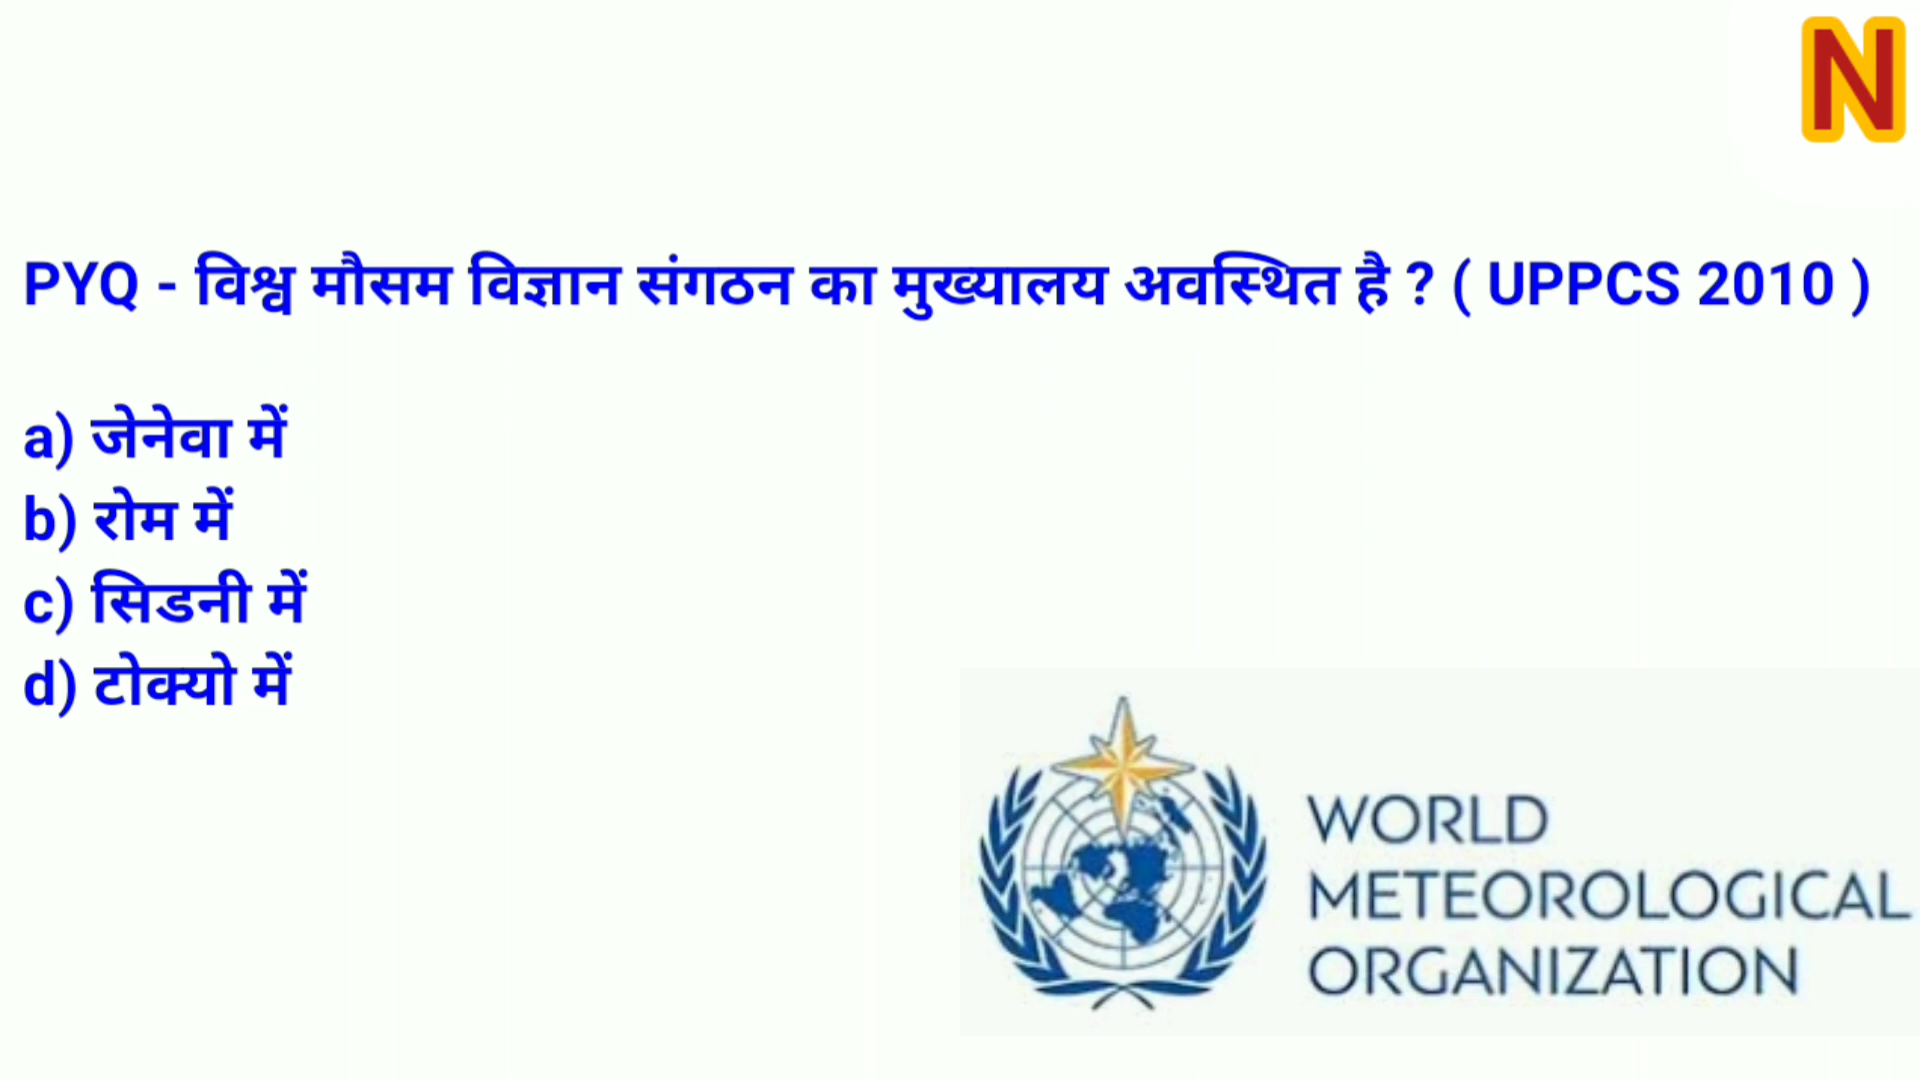 N
PYQ - विश्व मौसम विज्ञान संगठन का मुख्यालय अवस्थित है ? ( UPPCS 2010 )
a) जेनेवा में
b) रोम में
c) सिडनी में
d) टोक्यो में
WORLD
METEOROLOGICAL
ORGANIZATION